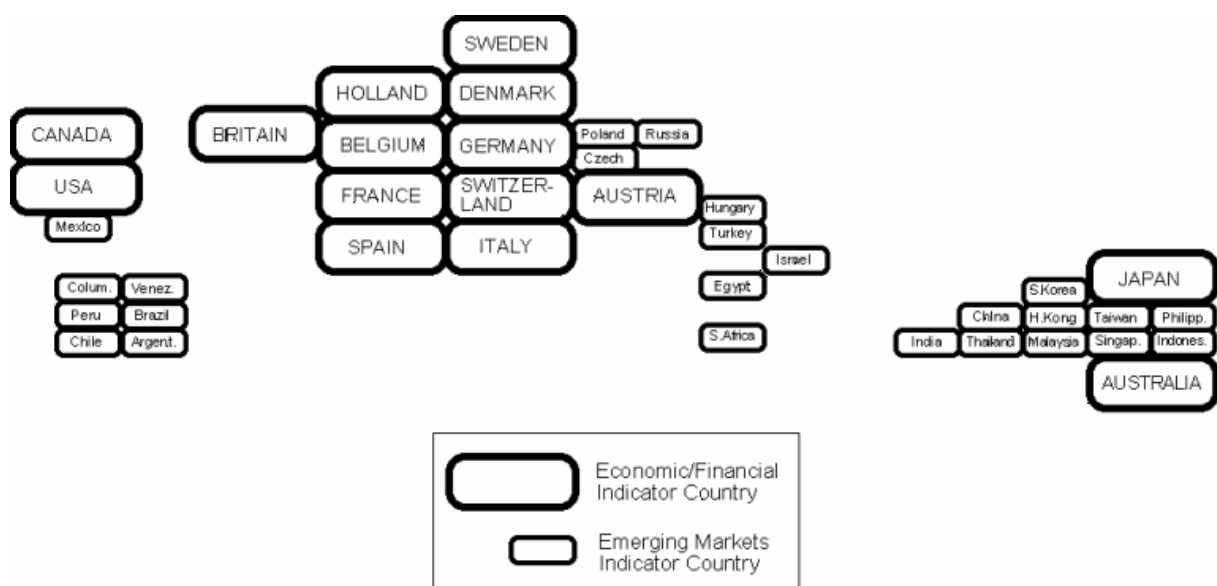 SWEDEN
HOLLAND
DENMARK
CANADA
BRITAIN
BELGIUM
GERMANY
Poland
Russia
Czech
USA
FRANCE
SWITZER-
LAND
AUSTRIA
Mexico
Hungary
SPAIN
ITALY
Turkey
Israel
Colum.
Venez.
Egypt
S.Korea
JAPAN
Peru
Brazil
China
H.Kong
Taiwan
Philipp.
Chile
Argent.
S.Africa
India
Thailand
Malaysia
Singap.
Indones.
AUSTRALIA
Economic/Financial
Indicator Country
Emerging Markets
Indicator Country